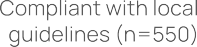 Compliant with local
guidelines (n=550)